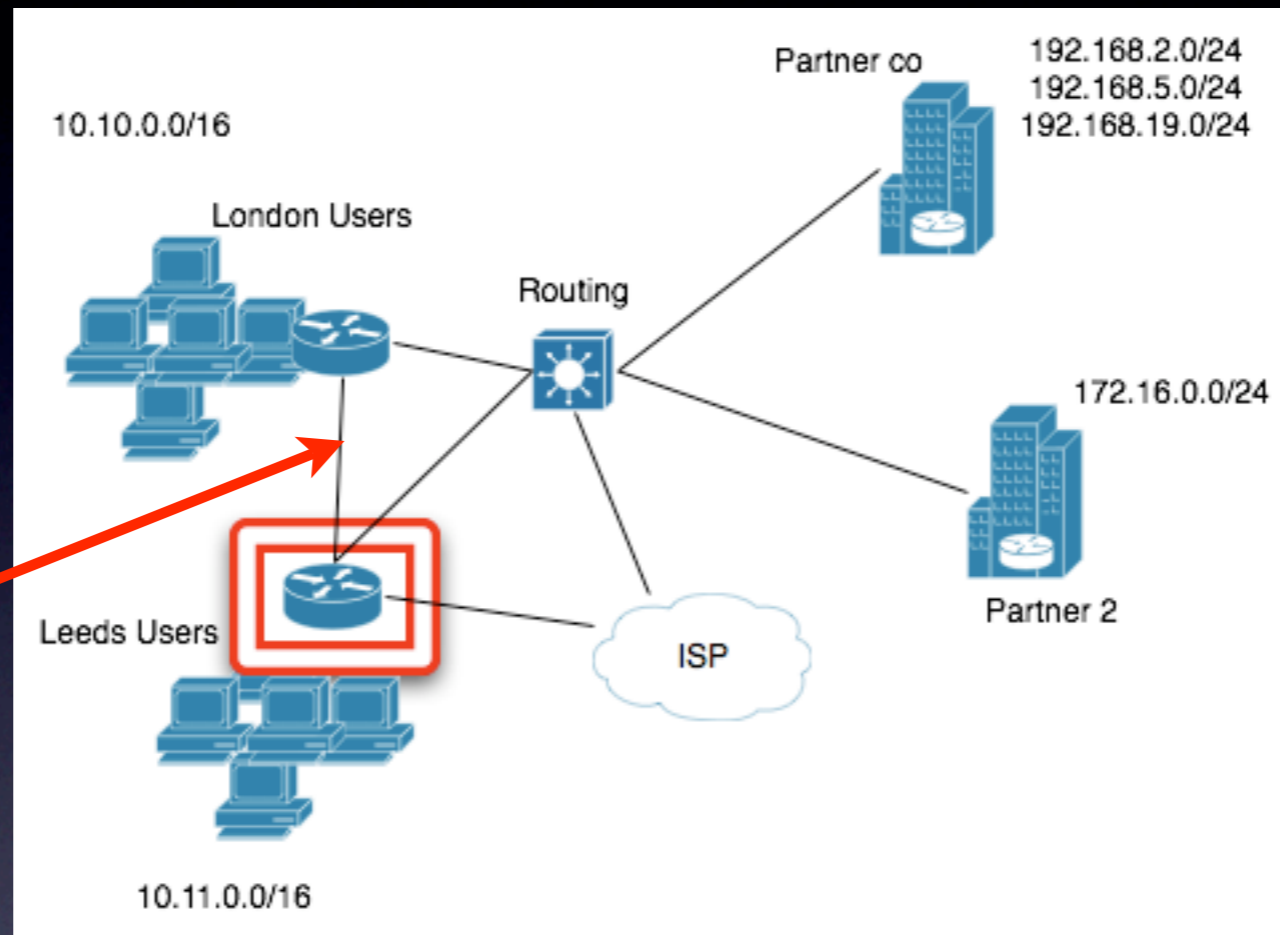 Partner co
192.168.2.0/24
192.168.5.0/24
192.168.19.0/24
10.10.0.0/16
London Users
Routing
172.16.0.0/24
Partner 2
Leeds Users
ISP
10.11.0.0/16